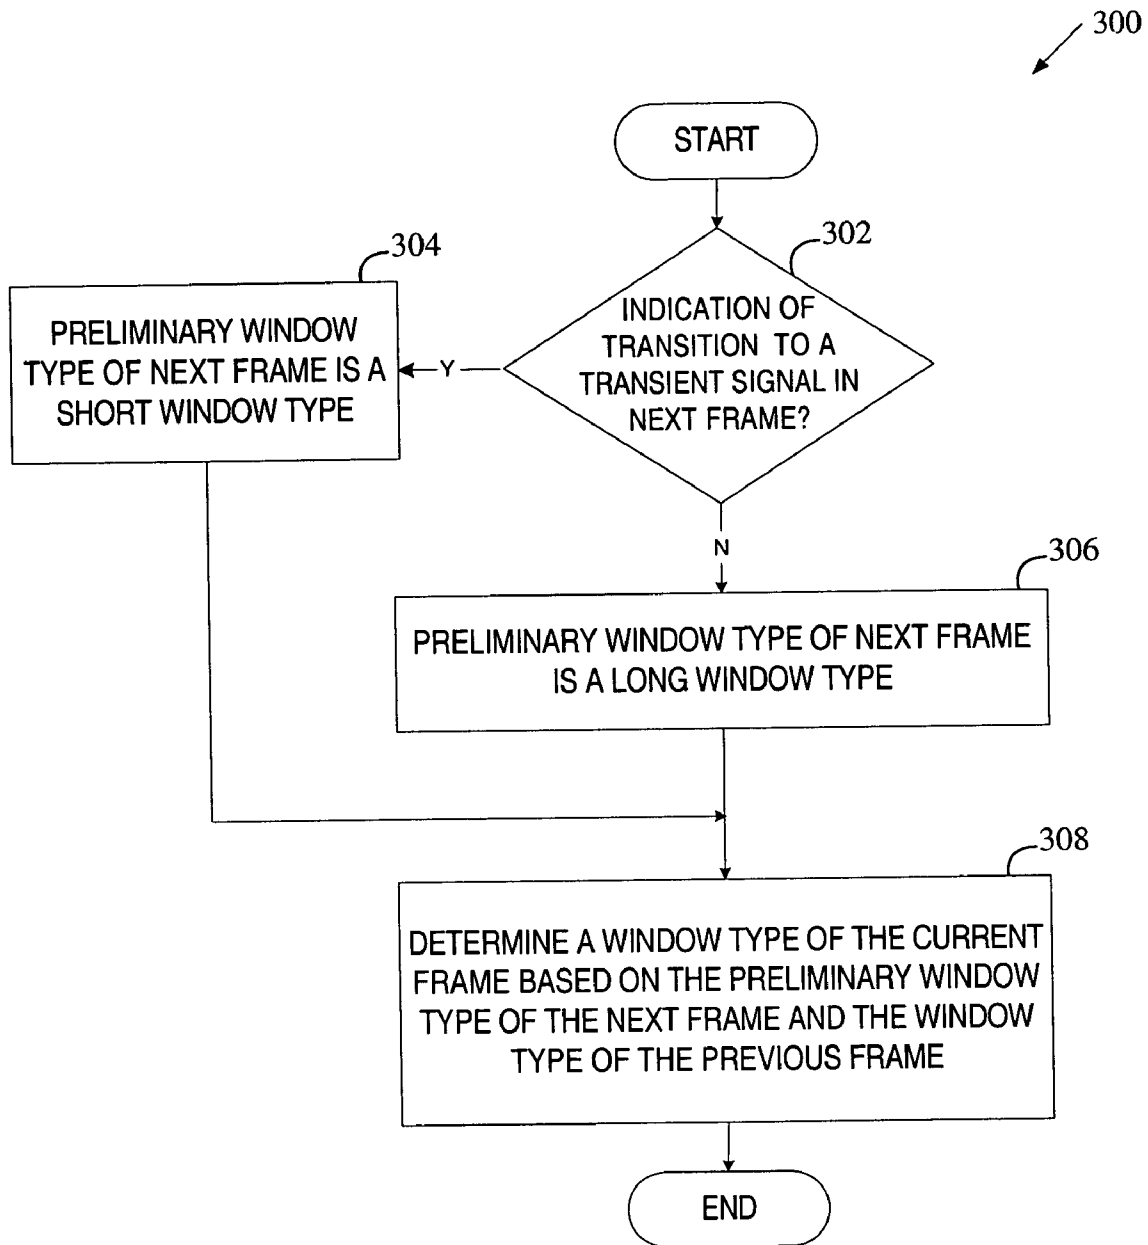 300
START
302
INDICATION OF
TRANSITION TO A
TRANSIENT SIGNAL IN
NEXT FRAME?
304
PRELIMINARY WINDOW
TYPE OF NEXT FRAME IS A
SHORT WINDOW TYPE
Y
N
306
PRELIMINARY WINDOW TYPE OF NEXT FRAME
IS A LONG WINDOW TYPE
308
DETERMINE A WINDOW TYPE OF THE CURRENT
FRAME BASED ON THE PRELIMINARY WINDOW
TYPE OF THE NEXT FRAME AND THE WINDOW
TYPE OF THE PREVIOUS FRAME
END